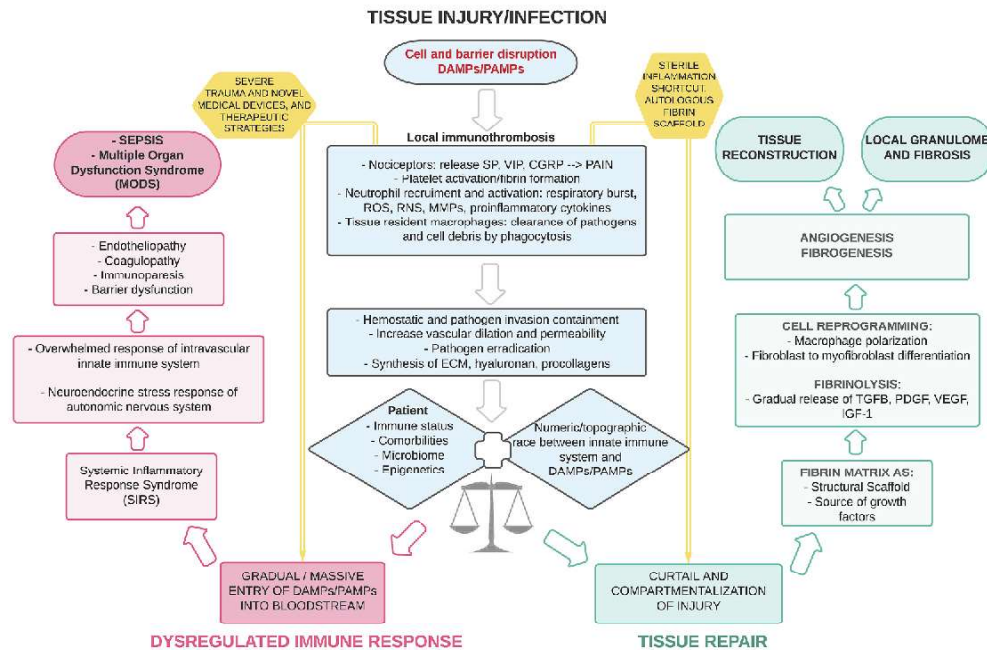 TISSUE INJURY/INFECTION
Cell and barrier disruption
DAMPs/PAMPs
SEVERE
TRAUMA AND NOVEL
MEDICAL DEVICES, AND
THERAPEUTIC
STRATEGIES
STERILE
INFLAMMATION
SHORTCUT.
AUTOLOGOUS
FIBRIN
SCAFFOLD
Local immunothrombosis
- Nociceptors: release SP, VIP, CGRP --> PAIN
- Platelet activation/fibrin formation
- Neutrophil recruitment and activation: respiratory burst,
ROS, RNS, MMPs, proinflammatory cytokines
- Tissue resident macrophages: clearance of pathogens
and cell debris by phagocytosis
- Hemostatic and pathogen invasion containment
- Increase vascular dilation and permeability
- Pathogen erradication
- Synthesis of ECM, hyaluronan, procollagens
Patient
- Immune status
- Comorbilities
- Microbiome
- Epigenetics
Numeric/topographic
race between innate immune
system and
DAMPs/PAMPs
- SEPSIS
- Multiple Organ
Dysfunction Syndrome
(MODS)
- Endotheliopathy
- Coagulopathy
- Immunoparesis
- Barrier dysfunction
- Overwhelmed response of intravascular
innate immune system
- Neuroendocrine stress response of
autonomic nervous system
Systemic Inflammatory
Response Syndrome
(SIRS)
GRADUAL / MASSIVE
ENTRY OF DAMPs/PAMPs
INTO BLOODSTREAM
DYSREGULATED IMMUNE RESPONSE
TISSUE
RECONSTRUCTION
LOCAL GRANULOME
AND FIBROSIS
ANGIOGENESIS
FIBROGENESIS
CELL REPROGRAMMING:
- Macrophage polarization
- Fibroblast to myofibroblast differentiation
FIBRINOLYSIS:
- Gradual release of TGFB, PDGF, VEGF,
IGF-1
FIBRIN MATRIX AS:
- Structural Scaffold
- Source of growth
factors
CURTAIL AND
COMPARTMENTALIZATION
OF INJURY
TISSUE REPAIR